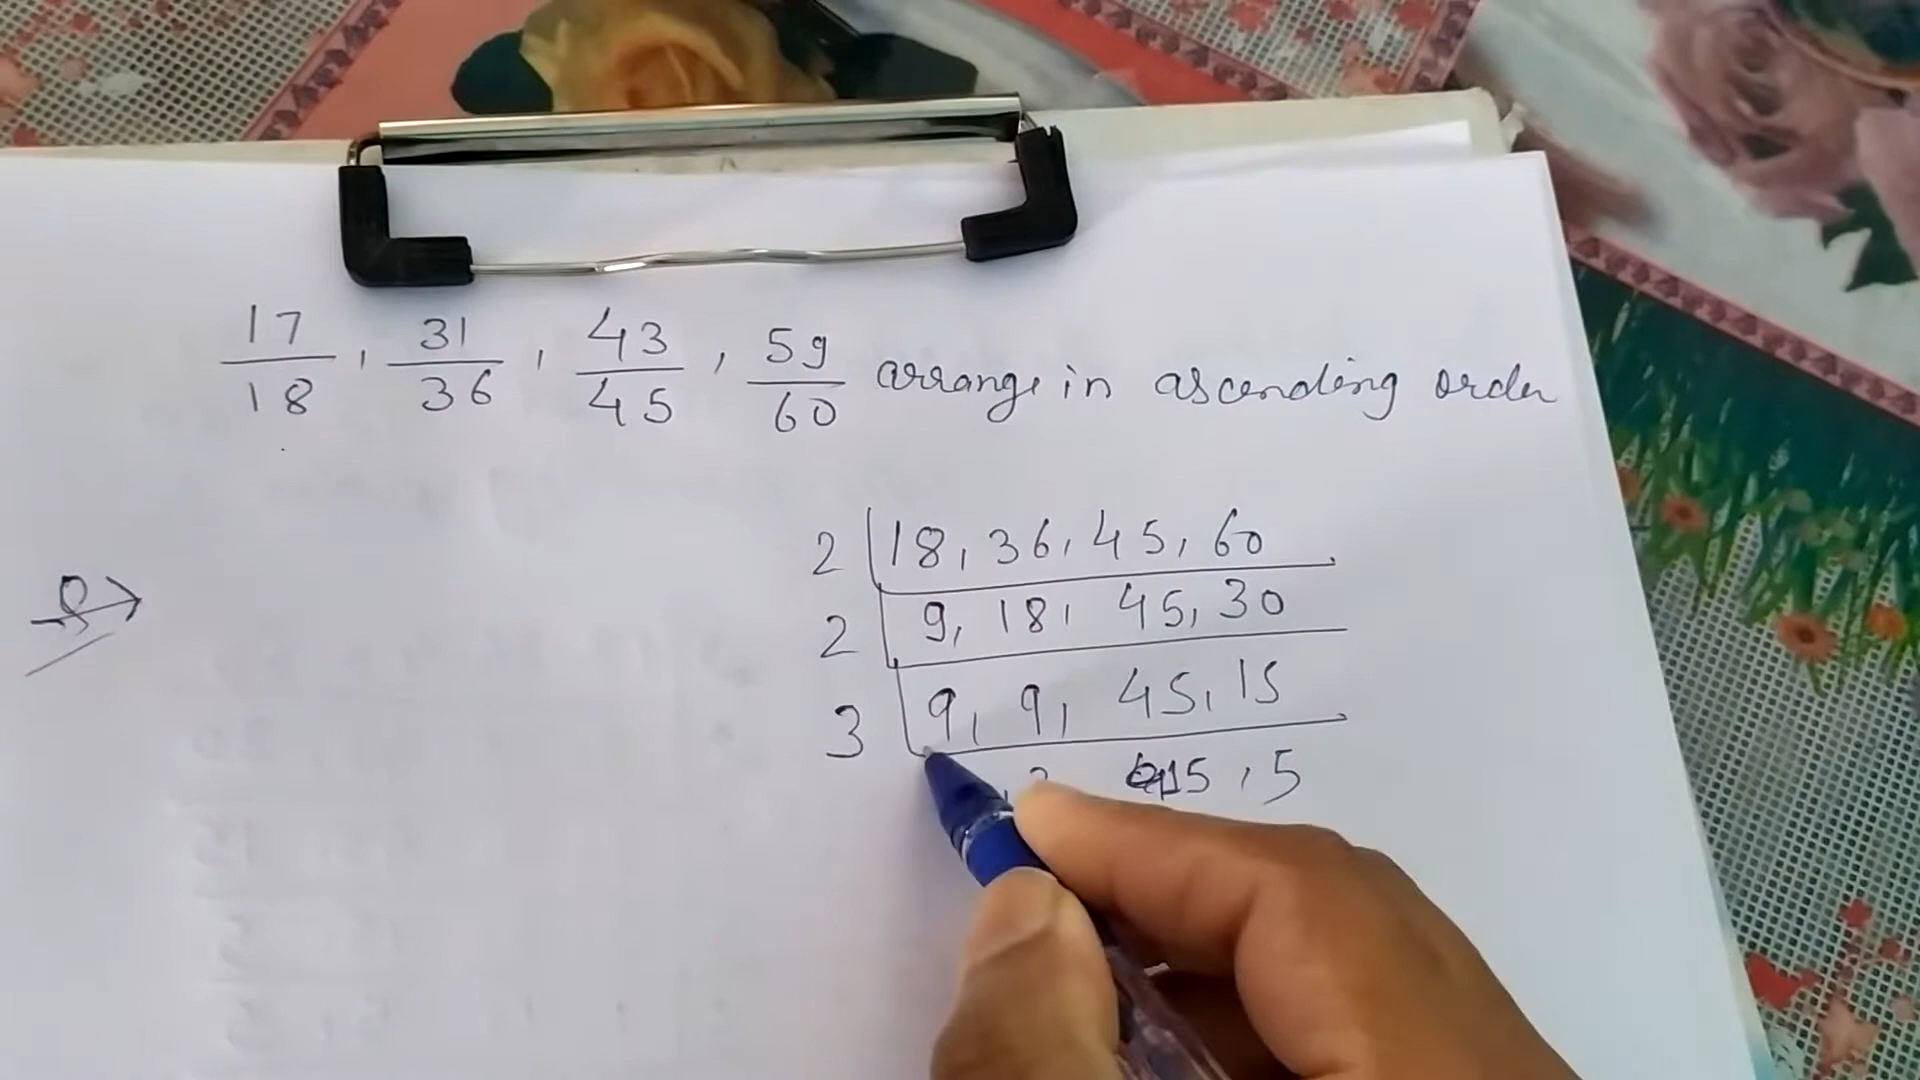 17/18, 31/36, 43/45, 59/60 arrange in ascending order
2 | 18, 36, 45, 60
2 | 9, 18, 45, 30
3 | 9, 9, 45, 15
15, 5